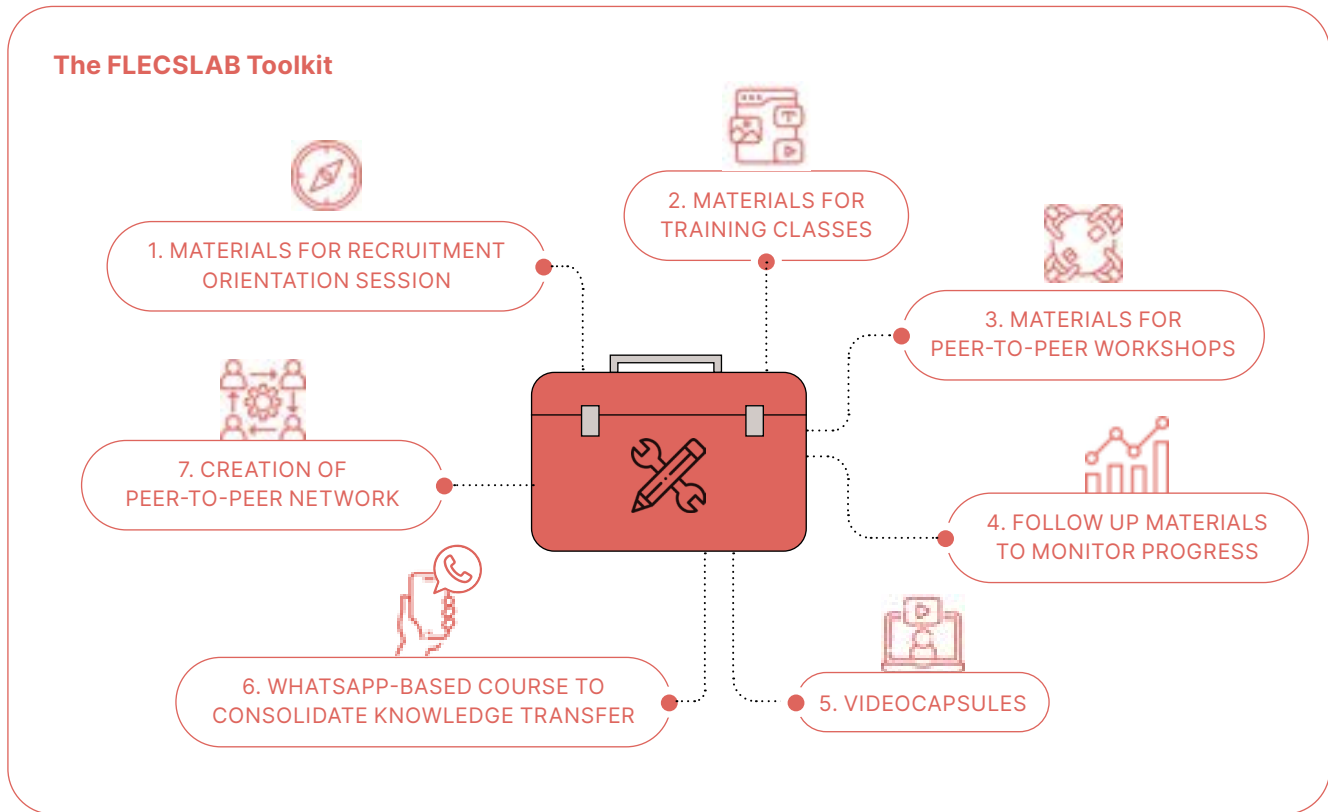 The FLECSLAB Toolkit
1. MATERIALS FOR RECRUITMENT
ORIENTATION SESSION
2. MATERIALS FOR
TRAINING CLASSES
3. MATERIALS FOR
PEER-TO-PEER WORKSHOPS
4. FOLLOW UP MATERIALS
TO MONITOR PROGRESS
5. VIDEOCAPSULES
6. WHATSAPP-BASED COURSE TO
CONSOLIDATE KNOWLEDGE TRANSFER
7. CREATION OF
PEER-TO-PEER NETWORK